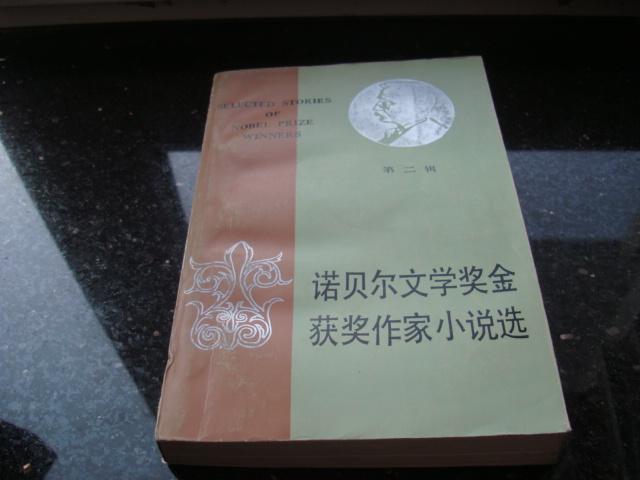 SELECTED STORIES
OF
NOBEL PRIZE
WINNERS
第二辑
诺贝尔文学奖金
获奖作家小说选